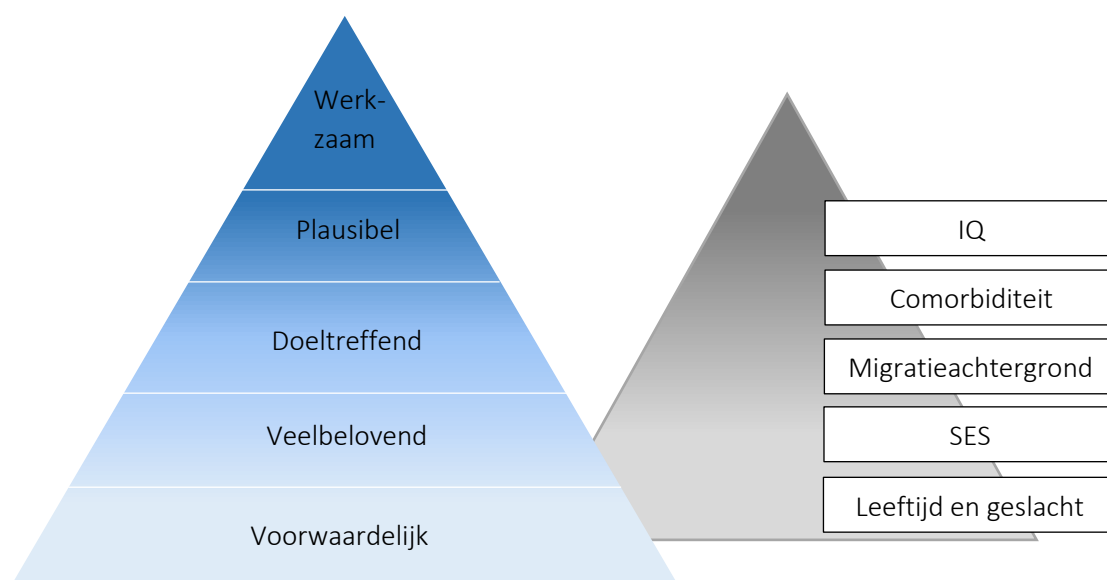 Werk-
zaam
Plausibel
Doeltreffend
Veelbelovend
Voorwaardelijk
IQ
Comorbiditeit
Migratieachtergrond
SES
Leeftijd en geslacht